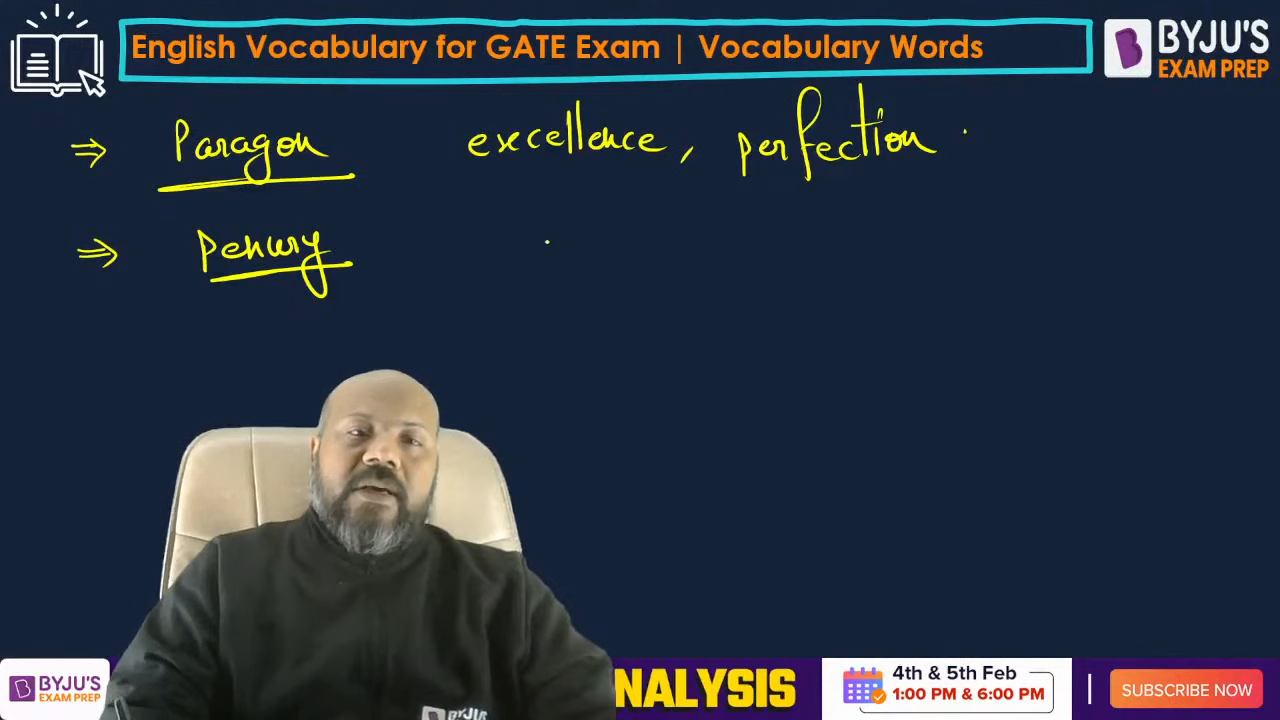 English Vocabulary for GATE Exam | Vocabulary Words
BYJU'S
EXAM PREP
⇒ Paragon excellence, perfection.
⇒ Penury
BYJU'S
EXAM PREP
NALYSIS
4th & 5th Feb
1:00 PM & 6:00 PM
SUBSCRIBE NOW
BYJU'S